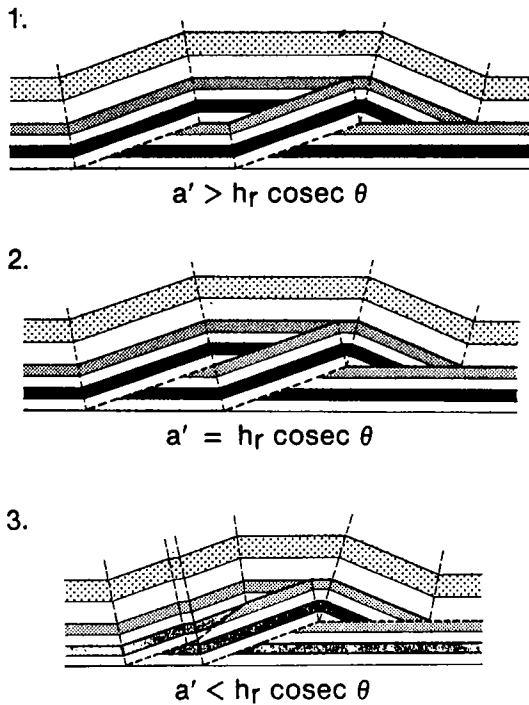 1.
a' > hr cosec θ
2.
a' = hr cosec θ
3.
a' < hr cosec θ